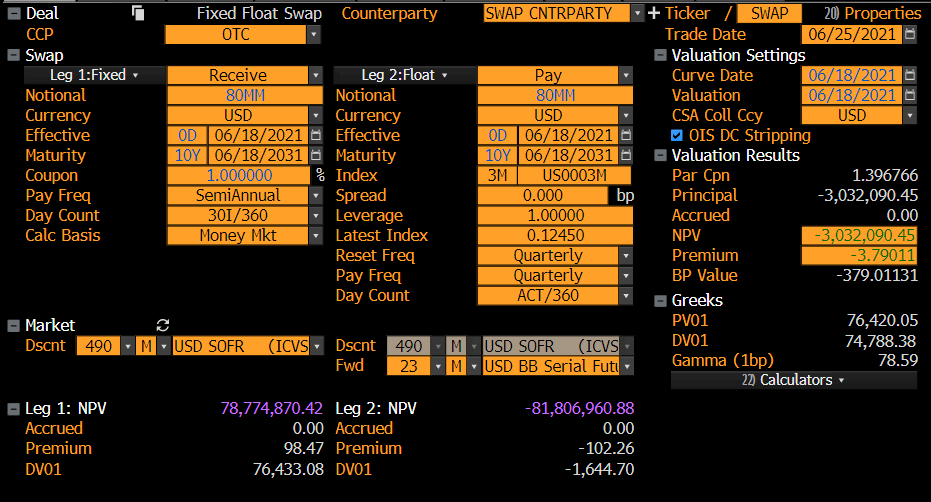 Deal Fixed Float Swap Counterparty SWAP CNTRPARTY Ticker / SWAP 20) Properties
CCP OTC Trade Date 06/25/2021
Swap Valuation Settings
Leg 1:Fixed Receive Leg 2:Float Pay Curve Date 06/18/2021
Notional 80MM Notional 80MM Valuation 06/18/2021
Currency USD Currency USD CSA Coll Ccy USD
Effective 0D 06/18/2021 Effective 0D 06/18/2021 OIS DC Stripping
Maturity 10Y 06/18/2031 Maturity 10Y 06/18/2031 Valuation Results
Coupon 1.000000 % Index 3M US0003M Par Cpn 1.396766
Pay Freq SemiAnnual Spread 0.000 bp Principal -3,032,090.45
Day Count 30I/360 Leverage 1.00000 Accrued 0.00
Calc Basis Money Mkt Latest Index 0.12450 NPV -3,032,090.45
Reset Freq Quarterly Premium -3.79011
Pay Freq Quarterly BP Value -379.01131
Day Count ACT/360 Greeks
Market PV01 76,420.05
Dscnt 490 M USD SOFR (ICVS Dscnt 490 M USD SOFR (ICVS DV01 74,788.38
Fwd 23 M USD BB Serial Futu Gamma (1bp) 78.59
22) Calculators
Leg 1: NPV 78,774,870.42 Leg 2: NPV -81,806,960.88
Accrued 0.00 Accrued 0.00
Premium 98.47 Premium -102.26
DV01 76,433.08 DV01 -1,644.70